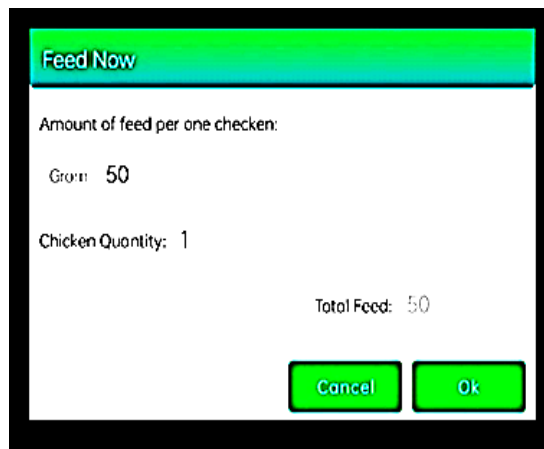 Feed Now
Amount of feed per one checken:
Gram 50
Chicken Quantity: 1
Total Feed: 50
Cancel Ok